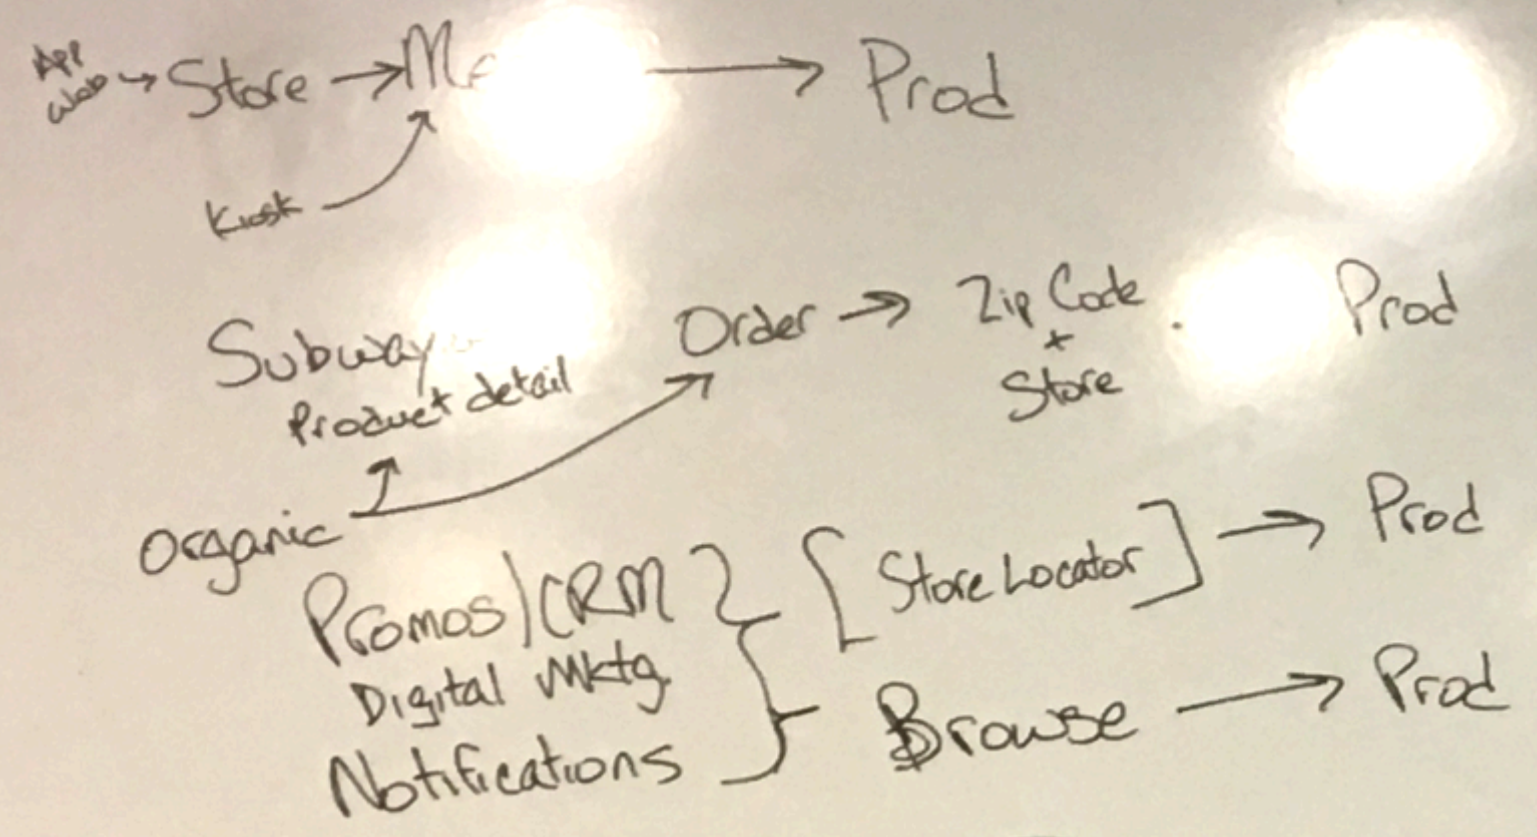 App
Web → Store → → Prod
Kiosk
Subway
Product detail
Order → Zip Code
+
Store
Prod
Organic
Promos/CRM
Digital Mktg.
Notifications
[Store Locator] → Prod
Browse → Prod